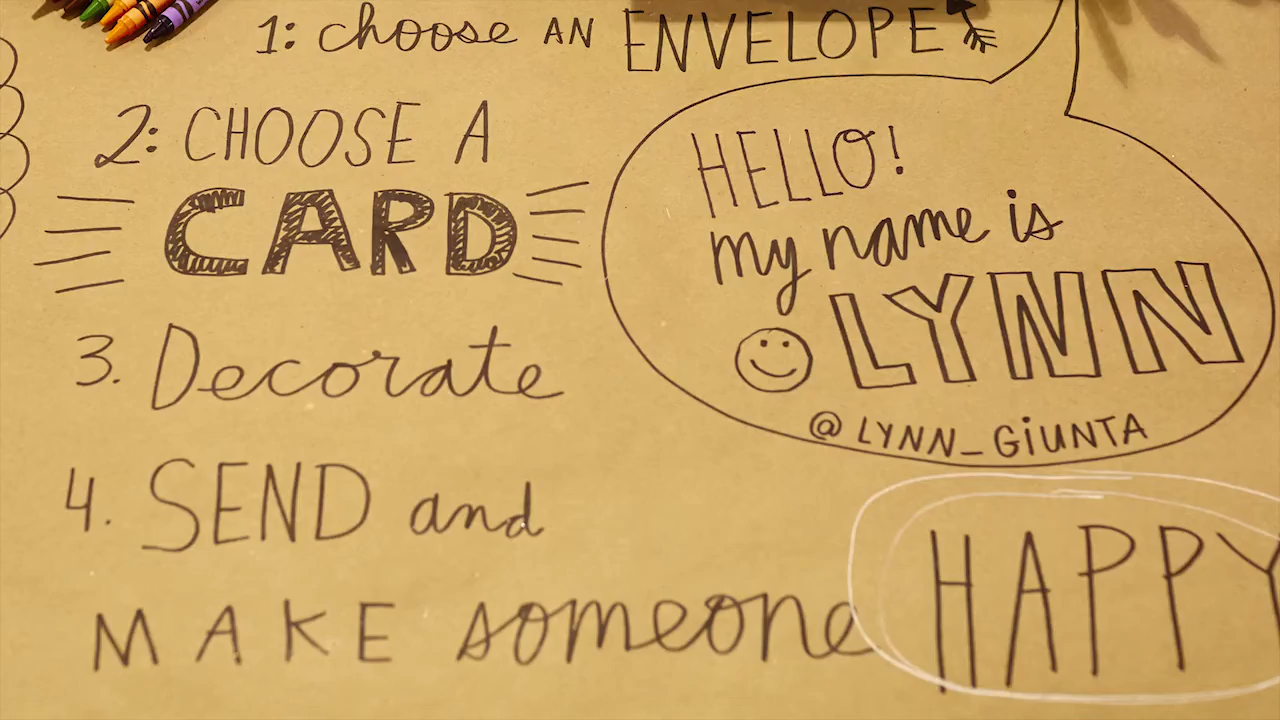 1: choose AN ENVELOPE
2: CHOOSE A
CARD
3. Decorate
4. SEND and
MAKE someone HAPPY
HELLO!
my name is
LYNN
@LYNN_GiUNTA